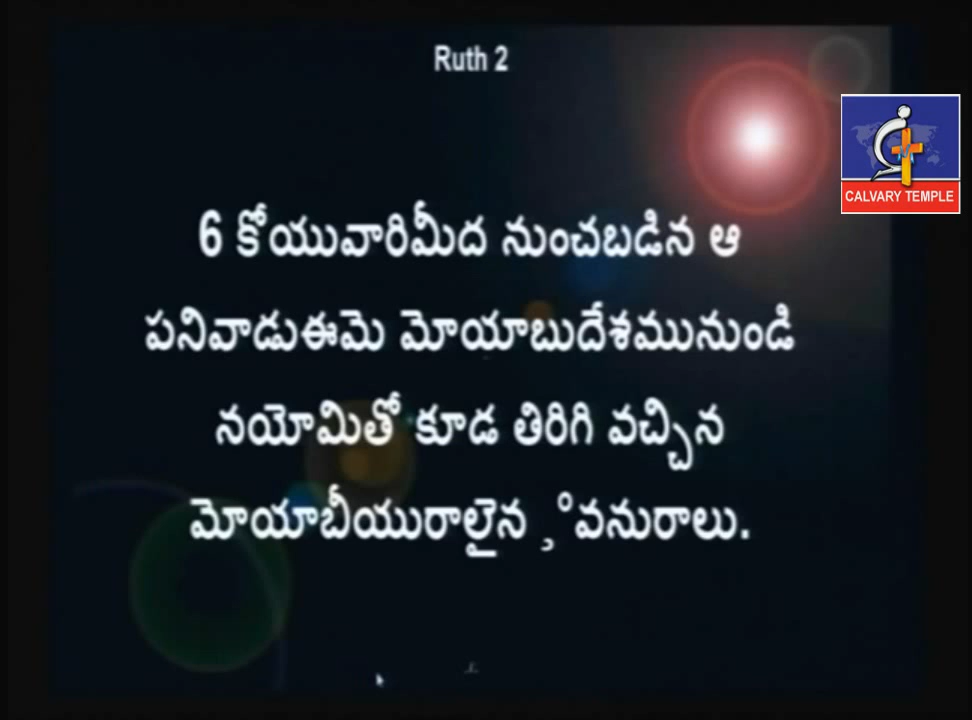 Ruth 2
CALVARY TEMPLE
6 కోయువారిమీద నుంచబడిన ఆ
పనివాడుఈమె మోయాబుదేశమునుండి
నయోమితో కూడ తిరిగి వచ్చిన
మోయాబీయురాలైన